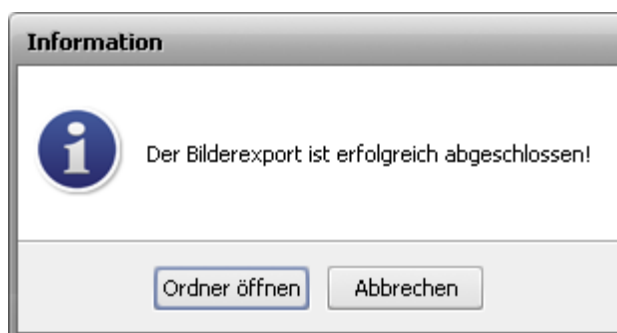 Information
Der Bilderexport ist erfolgreich abgeschlossen!
Ordner öffnen
Abbrechen